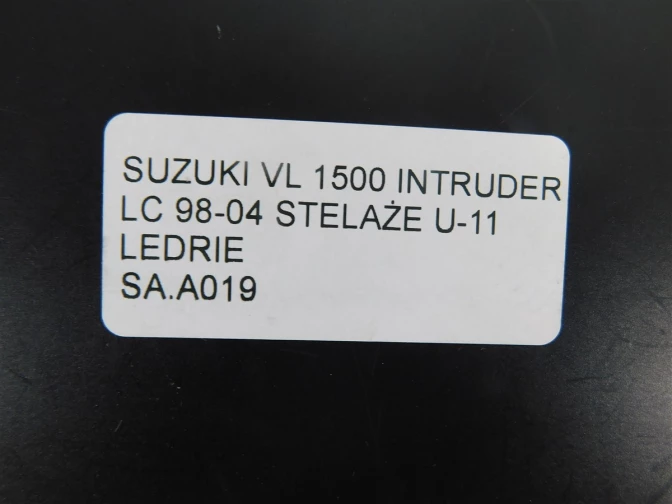 SUZUKI VL 1500 INTRUDER
LC 98-04 STELAŻE U-11
LEDRIE
SA.A019